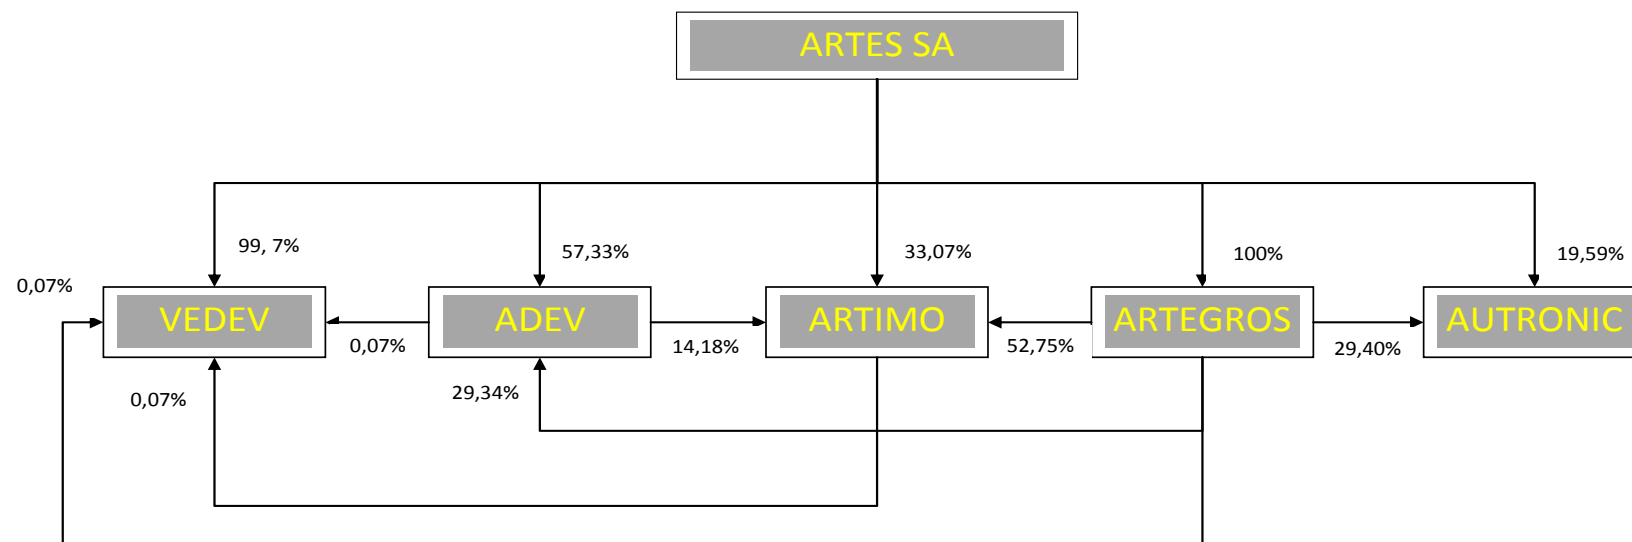 ARTES SA
99, 7%
57,33%
33,07%
100%
19,59%
0,07%
VEDEV
ADEV
ARTIMO
ARTEGROS
AUTRONIC
0,07%
14,18%
52,75%
29,40%
0,07%
29,34%